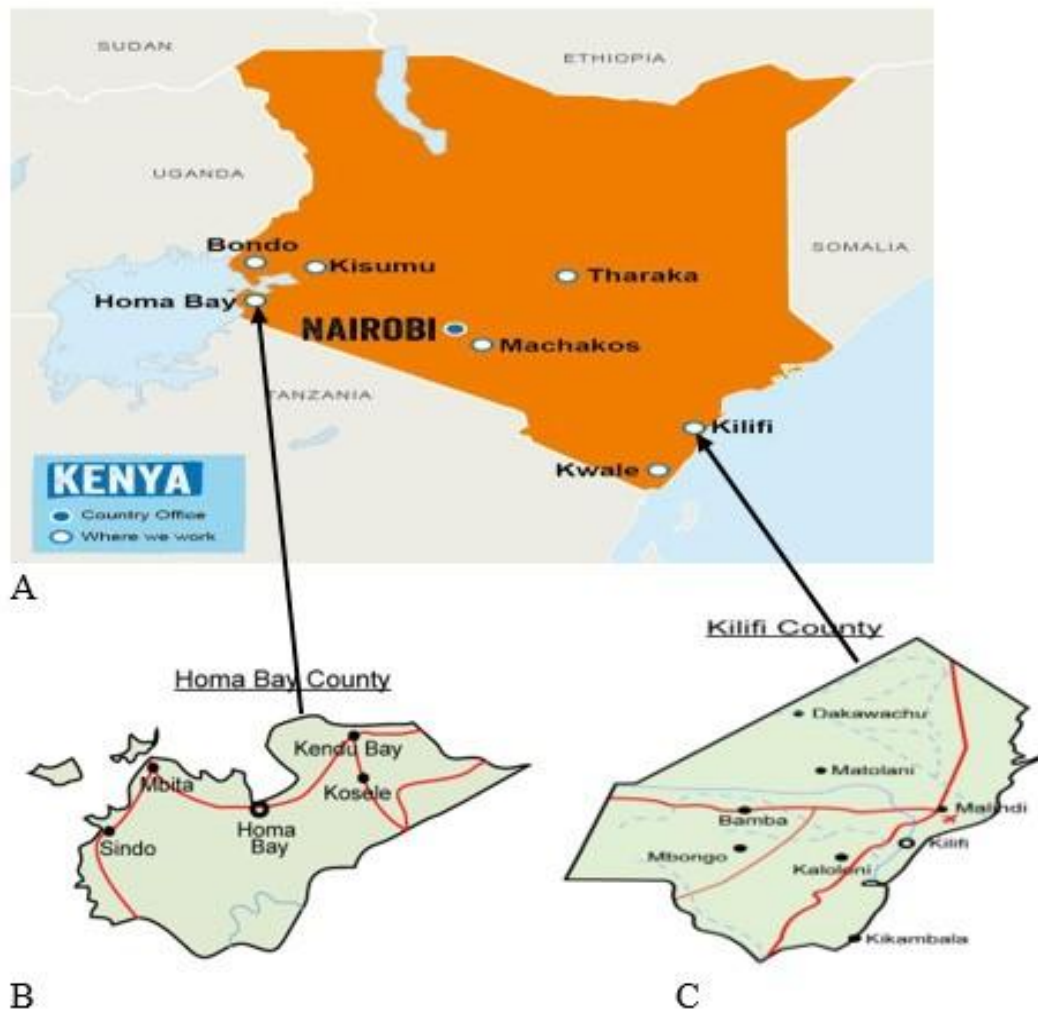 SUDAN
ETHIOPIA
UGANDA
SOMALIA
Bondo
Kisumu
Tharaka
Homa Bay
NAIROBI
Machakos
TANZANIA
Kilifi
Kwale
KENYA
Country Office
Where we work
A
Kilifi County
Homa Bay County
Dakawachu
Kendu Bay
Matolani
Mbita
Kosele
Malindi
Bamba
Homa
Bay
Sindo
Kilifi
Mbongo
Kaloleni
Kikambala
B
C